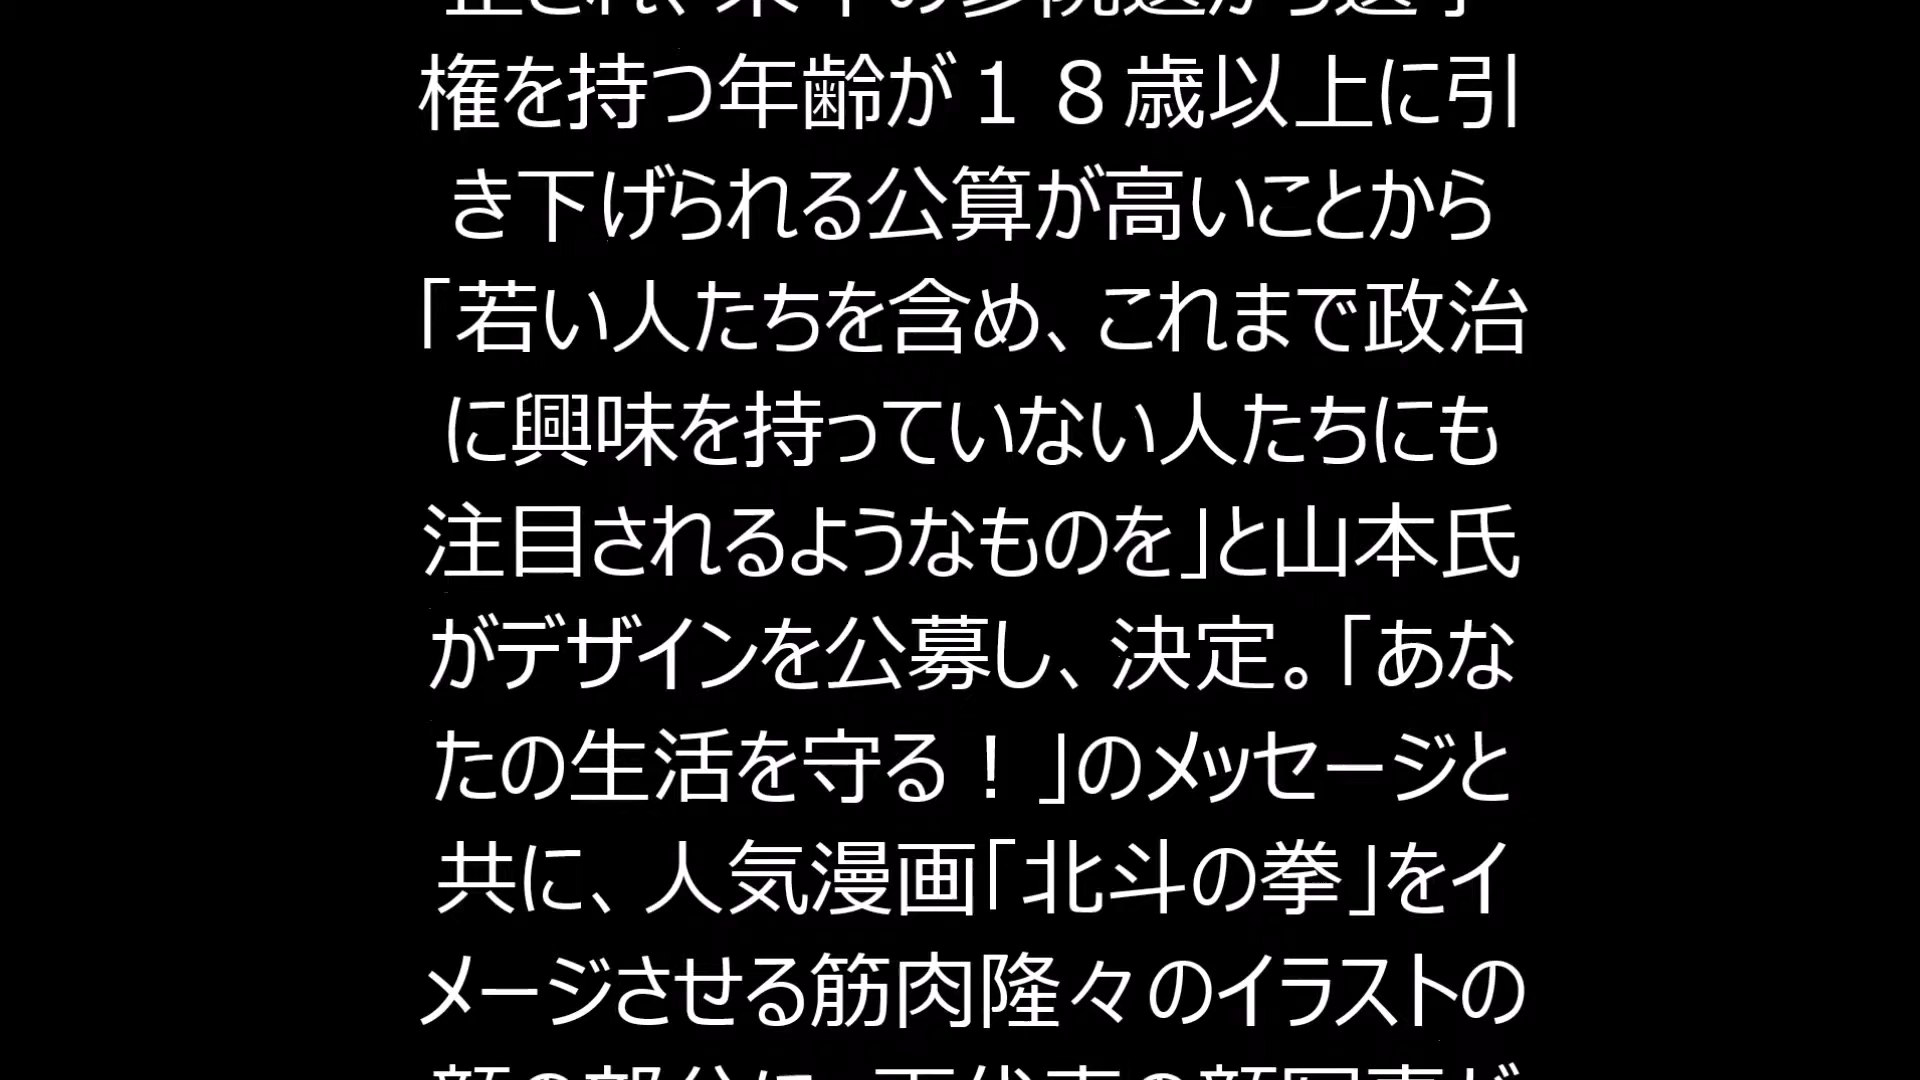 権を持つ年齢が１８歳以上に引
き下げられる公算が高いことから
「若い人たちを含め、これまで政治
に興味を持っていない人たちにも
注目されるようなものを」と山本氏
がデザインを公募し、決定。「あな
たの生活を守る！」のメッセージと
共に、人気漫画「北斗の拳」をイ
メージさせる筋肉隆々のイラストの